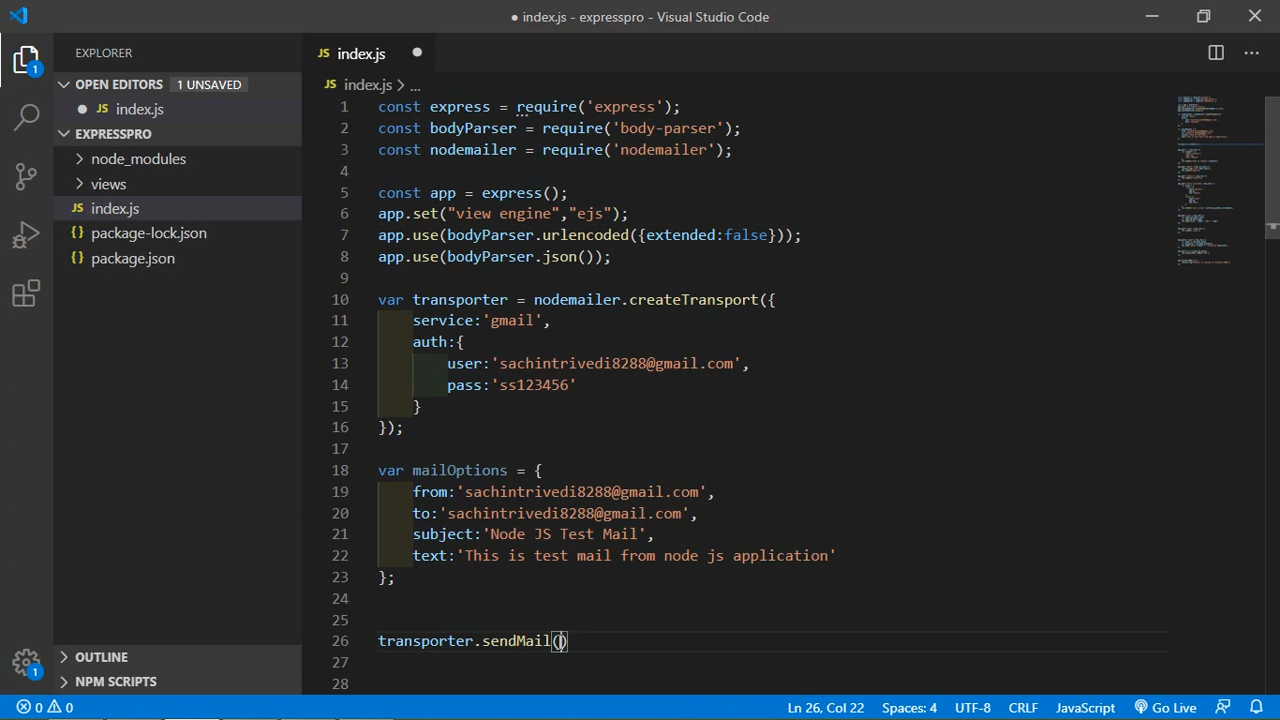 ● index.js - expresspro - Visual Studio Code
EXPLORER
OPEN EDITORS 1 UNSAVED
● JS index.js
EXPRESSPRO
node_modules
views
JS index.js
{} package-lock.json
{} package.json
OUTLINE
NPM SCRIPTS
1
1
JS index.js ●
JS index.js > ...
1 const express = require('express');
2 const bodyParser = require('body-parser');
3 const nodemailer = require('nodemailer');
4
5 const app = express();
6 app.set("view engine","ejs");
7 app.use(bodyParser.urlencoded({extended:false}));
8 app.use(bodyParser.json());
9
10 var transporter = nodemailer.createTransport({
11 service:'gmail',
12 auth:{
13 user:'sachintrivedi8288@gmail.com',
14 pass:'ss123456'
15 }
16 });
17
18 var mailOptions = {
19 from:'sachintrivedi8288@gmail.com',
20 to:'sachintrivedi8288@gmail.com',
21 subject:'Node JS Test Mail',
22 text:'This is test mail from node js application'
23 };
24
25
26 transporter.sendMail()
27
28
0 0 Ln 26, Col 22 Spaces: 4 UTF-8 CRLF JavaScript Go Live